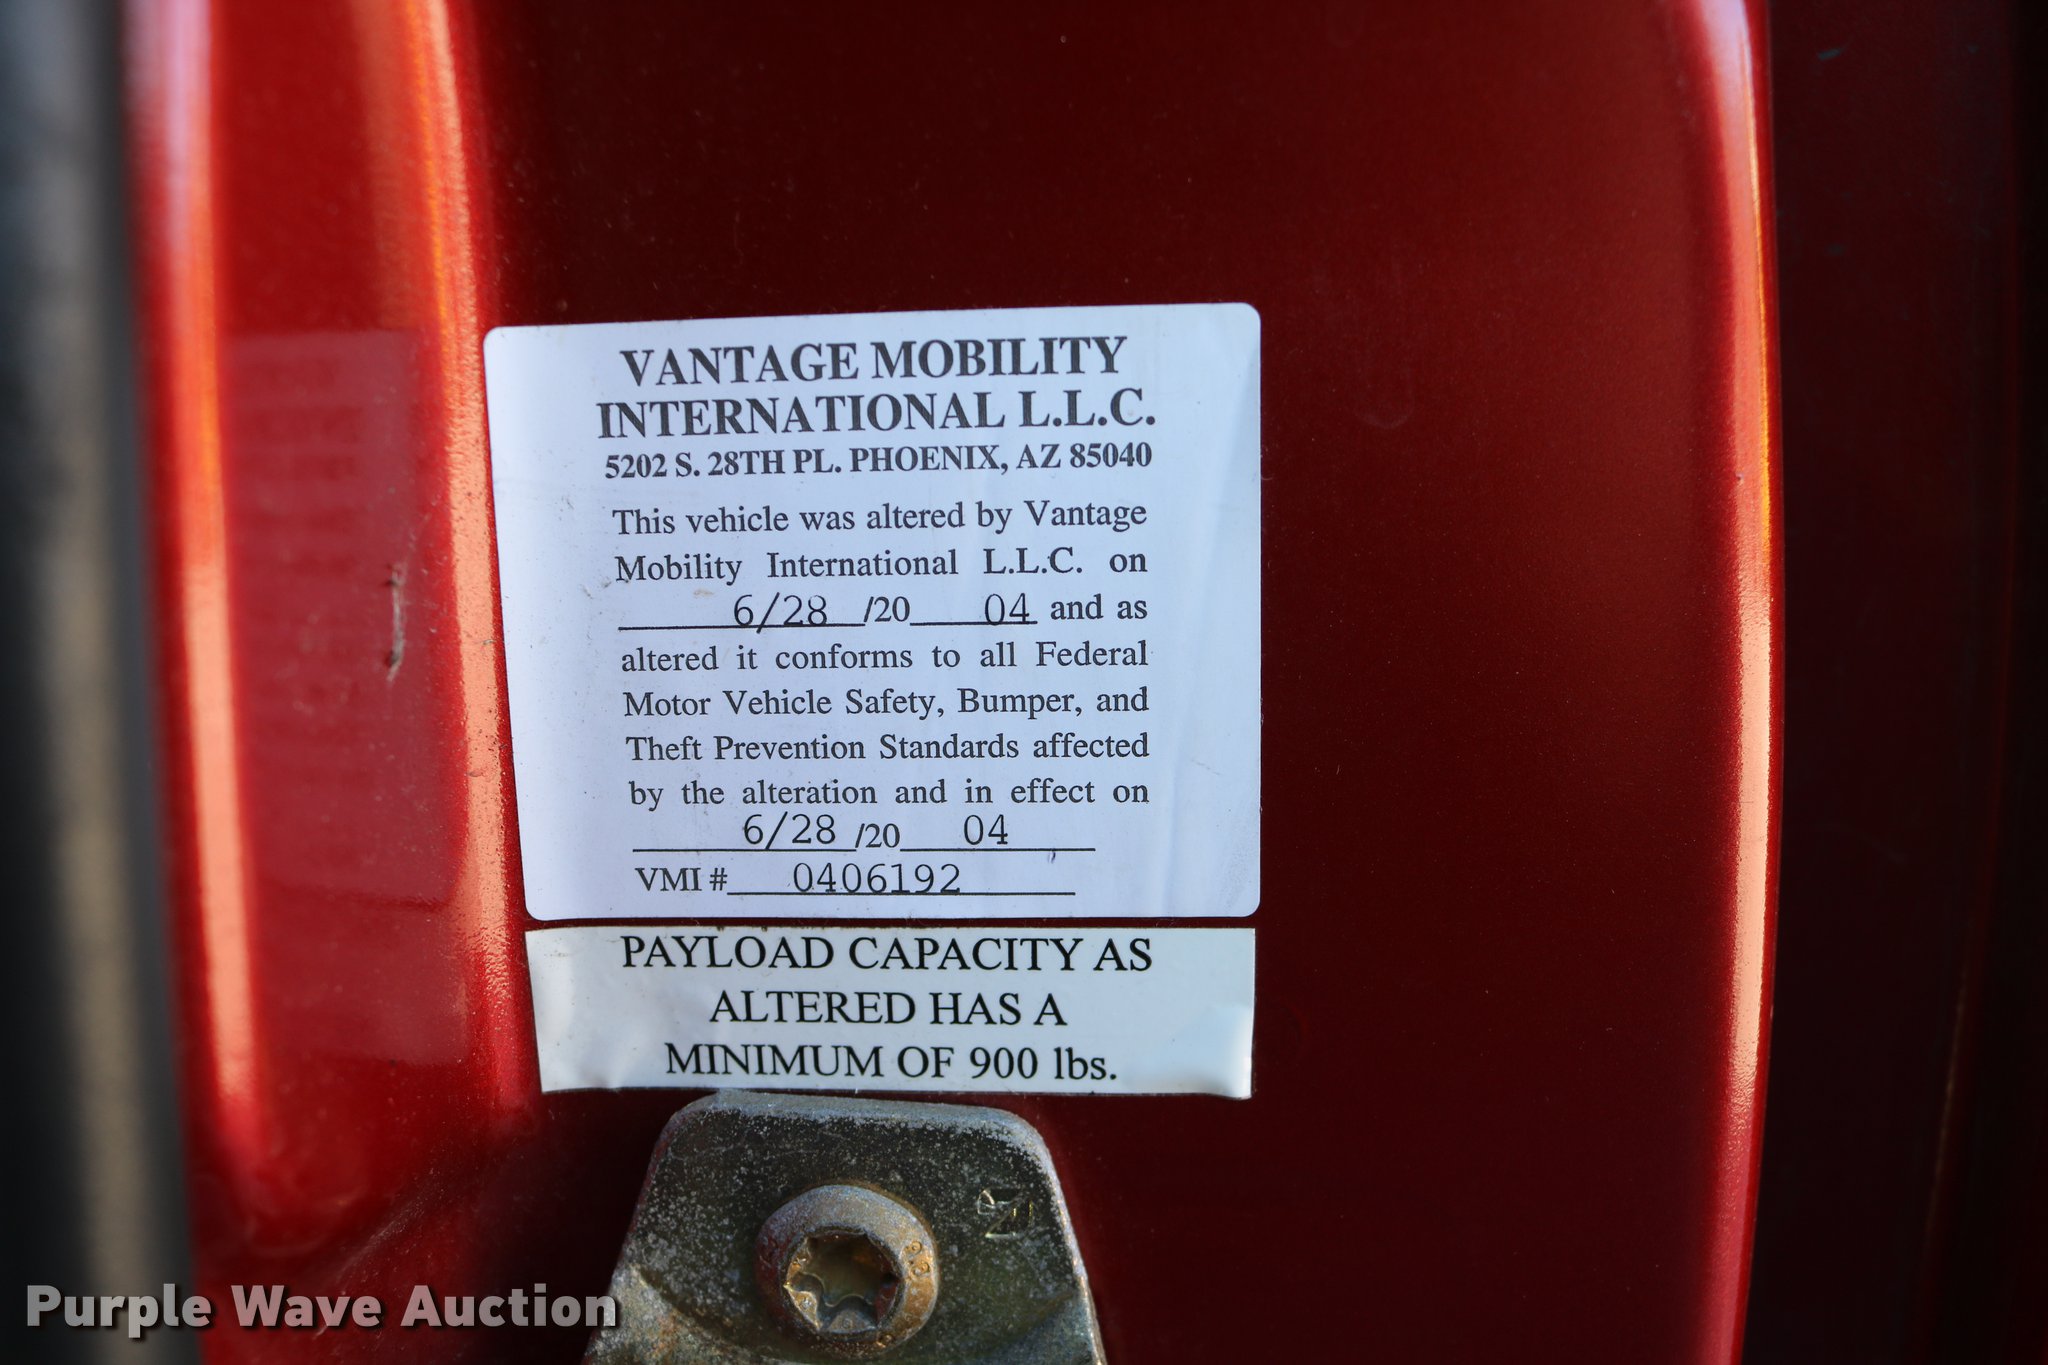 VANTAGE MOBILITY
INTERNATIONAL L.L.C.
5202 S. 28TH PL. PHOENIX, AZ 85040
This vehicle was altered by Vantage
Mobility International L.L.C. on
6/28 /20 04 and as
altered it conforms to all Federal
Motor Vehicle Safety, Bumper, and
Theft Prevention Standards affected
by the alteration and in effect on
6/28 /20 04
VMI # 0406192
PAYLOAD CAPACITY AS
ALTERED HAS A
MINIMUM OF 900 lbs.
Purple Wave Auction